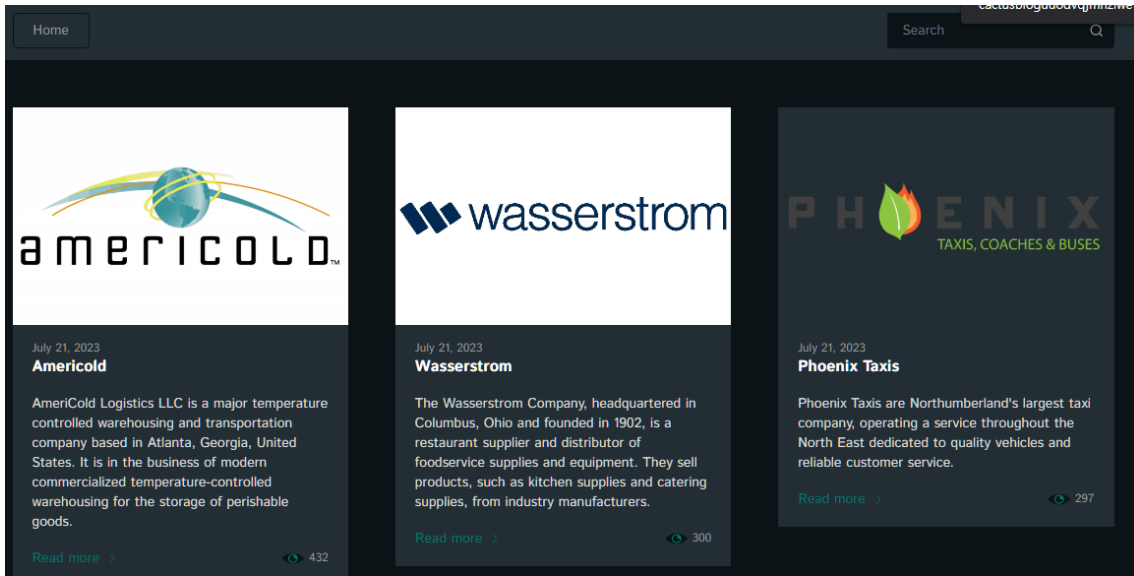 Home
Search
americold™
wasserstrom
PHOENIX
TAXIS, COACHES & BUSES
July 21, 2023
Americold
AmeriCold Logistics LLC is a major temperature
controlled warehousing and transportation
company based in Atlanta, Georgia, United
States. It is in the business of modern
commercialized temperature-controlled
warehousing for the storage of perishable
goods.
Read more
432
July 21, 2023
Wasserstrom
The Wasserstrom Company, headquartered in
Columbus, Ohio and founded in 1902, is a
restaurant supplier and distributor of
foodservice supplies and equipment. They sell
products, such as kitchen supplies and catering
supplies, from industry manufacturers.
Read more
300
July 21, 2023
Phoenix Taxis
Phoenix Taxis are Northumberland's largest taxi
company, operating a service throughout the
North East dedicated to quality vehicles and
reliable customer service.
Read more
297